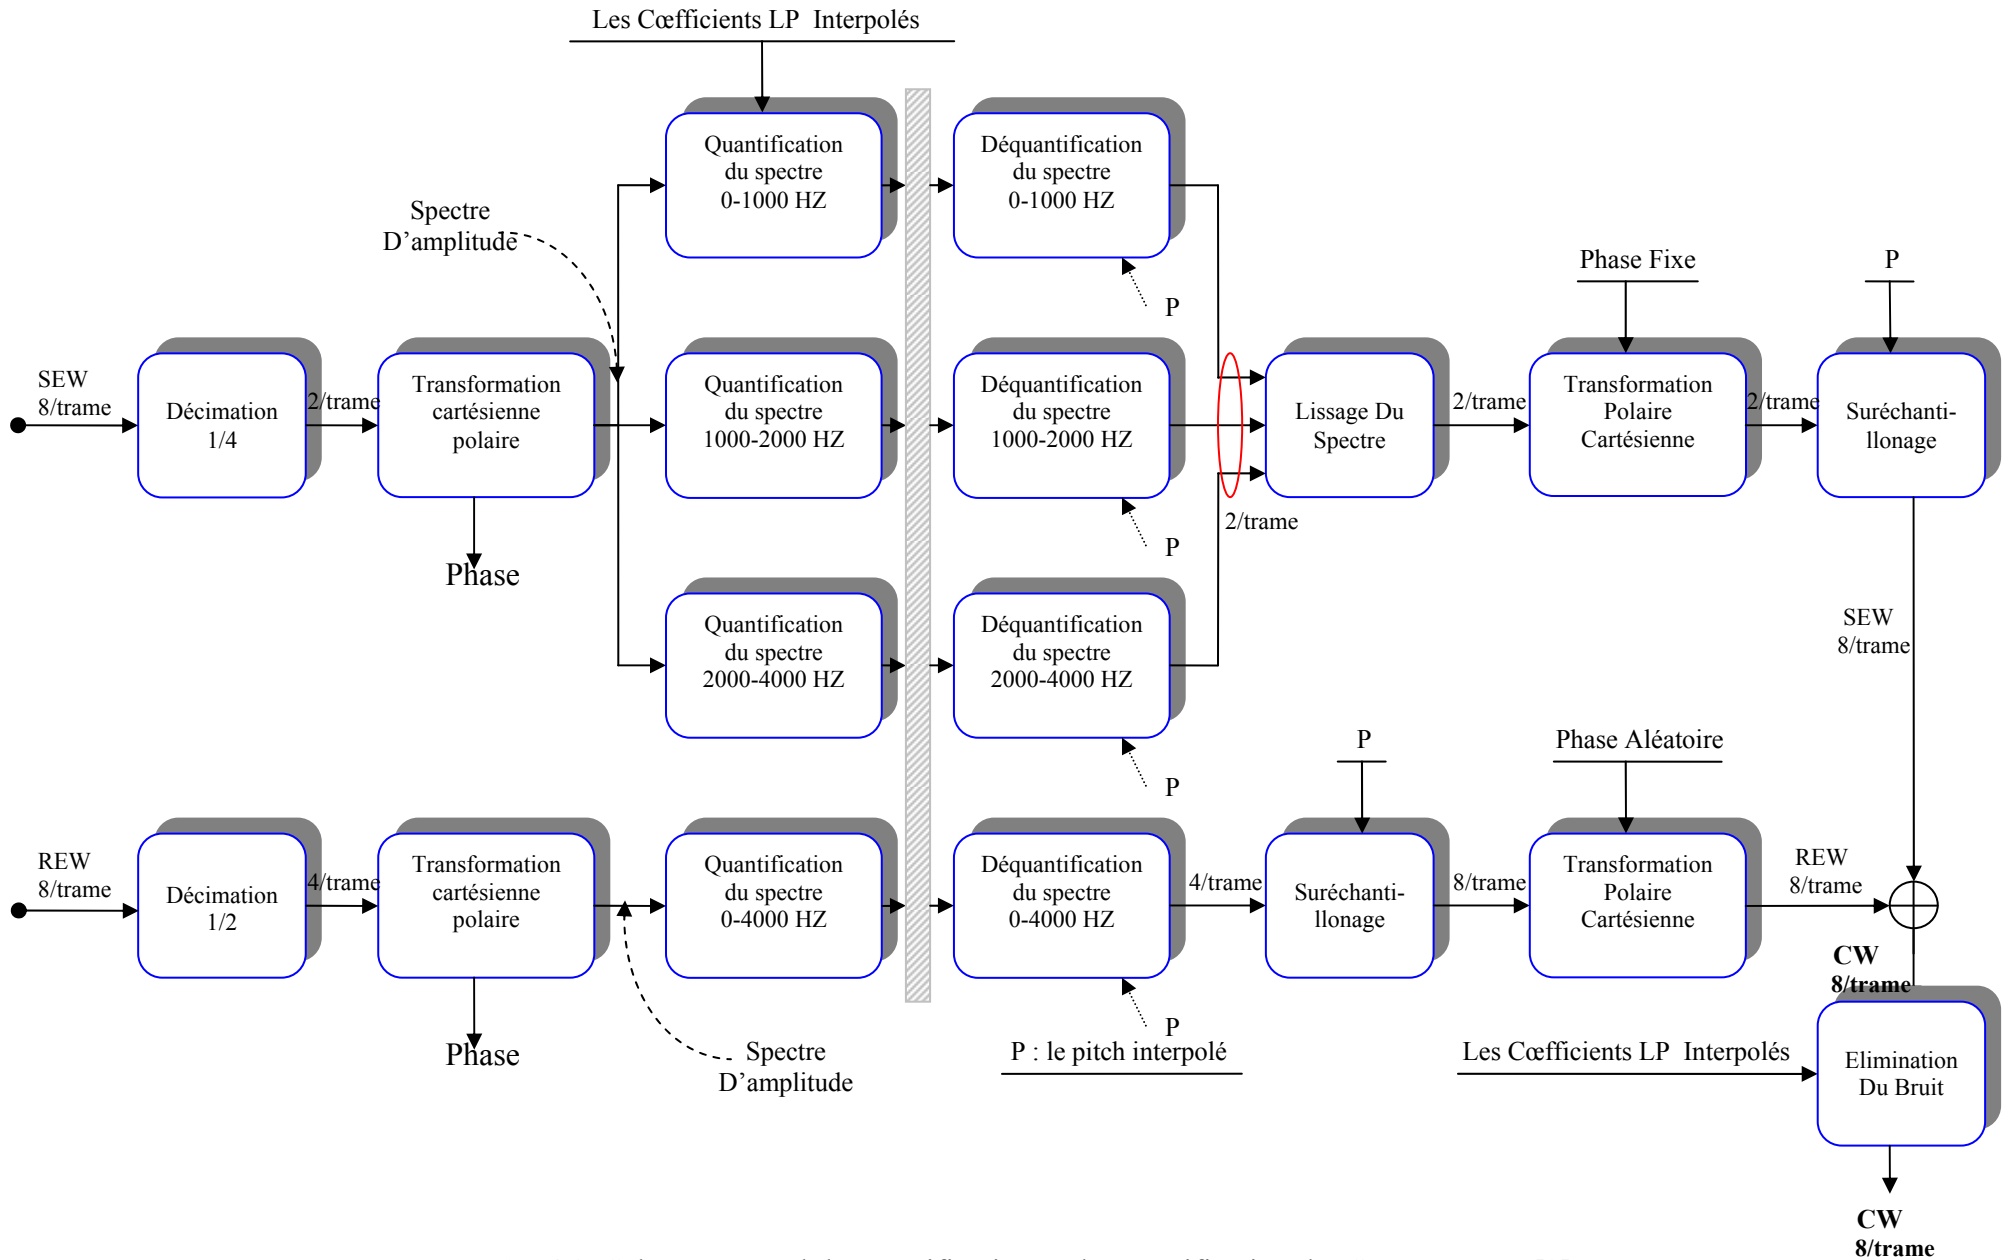 Les Cœfficients LP  Interpolés
Quantification
du spectre
0-1000 HZ
Déquantification
du spectre
0-1000 HZ
Spectre
D’amplitude
P
Phase Fixe
P
SEW
8/trame
Décimation
1/4
2/trame
Transformation
cartésienne
polaire
Quantification
du spectre
1000-2000 HZ
Déquantification
du spectre
1000-2000 HZ
Lissage Du
Spectre
2/trame
Transformation
Polaire
Cartésienne
2/trame
Suréchanti-
llonage
2/trame
P
Phase
Quantification
du spectre
2000-4000 HZ
Déquantification
du spectre
2000-4000 HZ
SEW
8/trame
P
P
Phase Aléatoire
REW
8/trame
Décimation
1/2
4/trame
Transformation
cartésienne
polaire
Quantification
du spectre
0-4000 HZ
Déquantification
du spectre
0-4000 HZ
4/trame
Suréchanti-
llonage
8/trame
Transformation
Polaire
Cartésienne
REW
8/trame
CW
8/trame
P
Phase
Spectre
D’amplitude
P : le pitch interpolé
Les Cœfficients LP  Interpolés
Elimination
Du Bruit
CW
8/trame